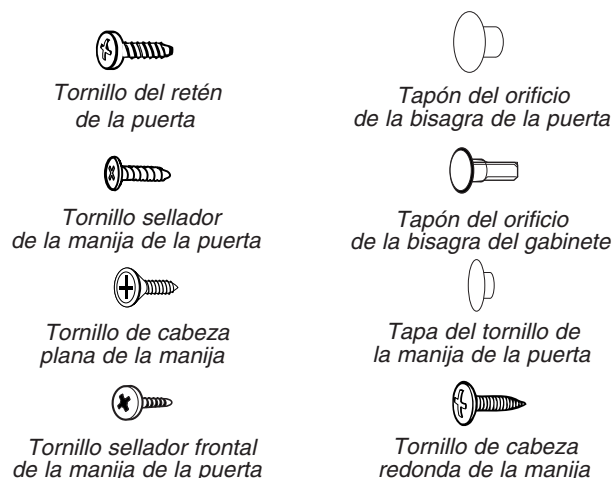 Tornillo del retén
de la puerta
Tapón del orificio
de la bisagra de la puerta
Tornillo sellador
de la manija de la puerta
Tapón del orificio
de la bisagra del gabinete
Tornillo de cabeza
plana de la manija
Tapa del tornillo de
la manija de la puerta
Tornillo sellador frontal
de la manija de la puerta
Tornillo de cabeza
redonda de la manija